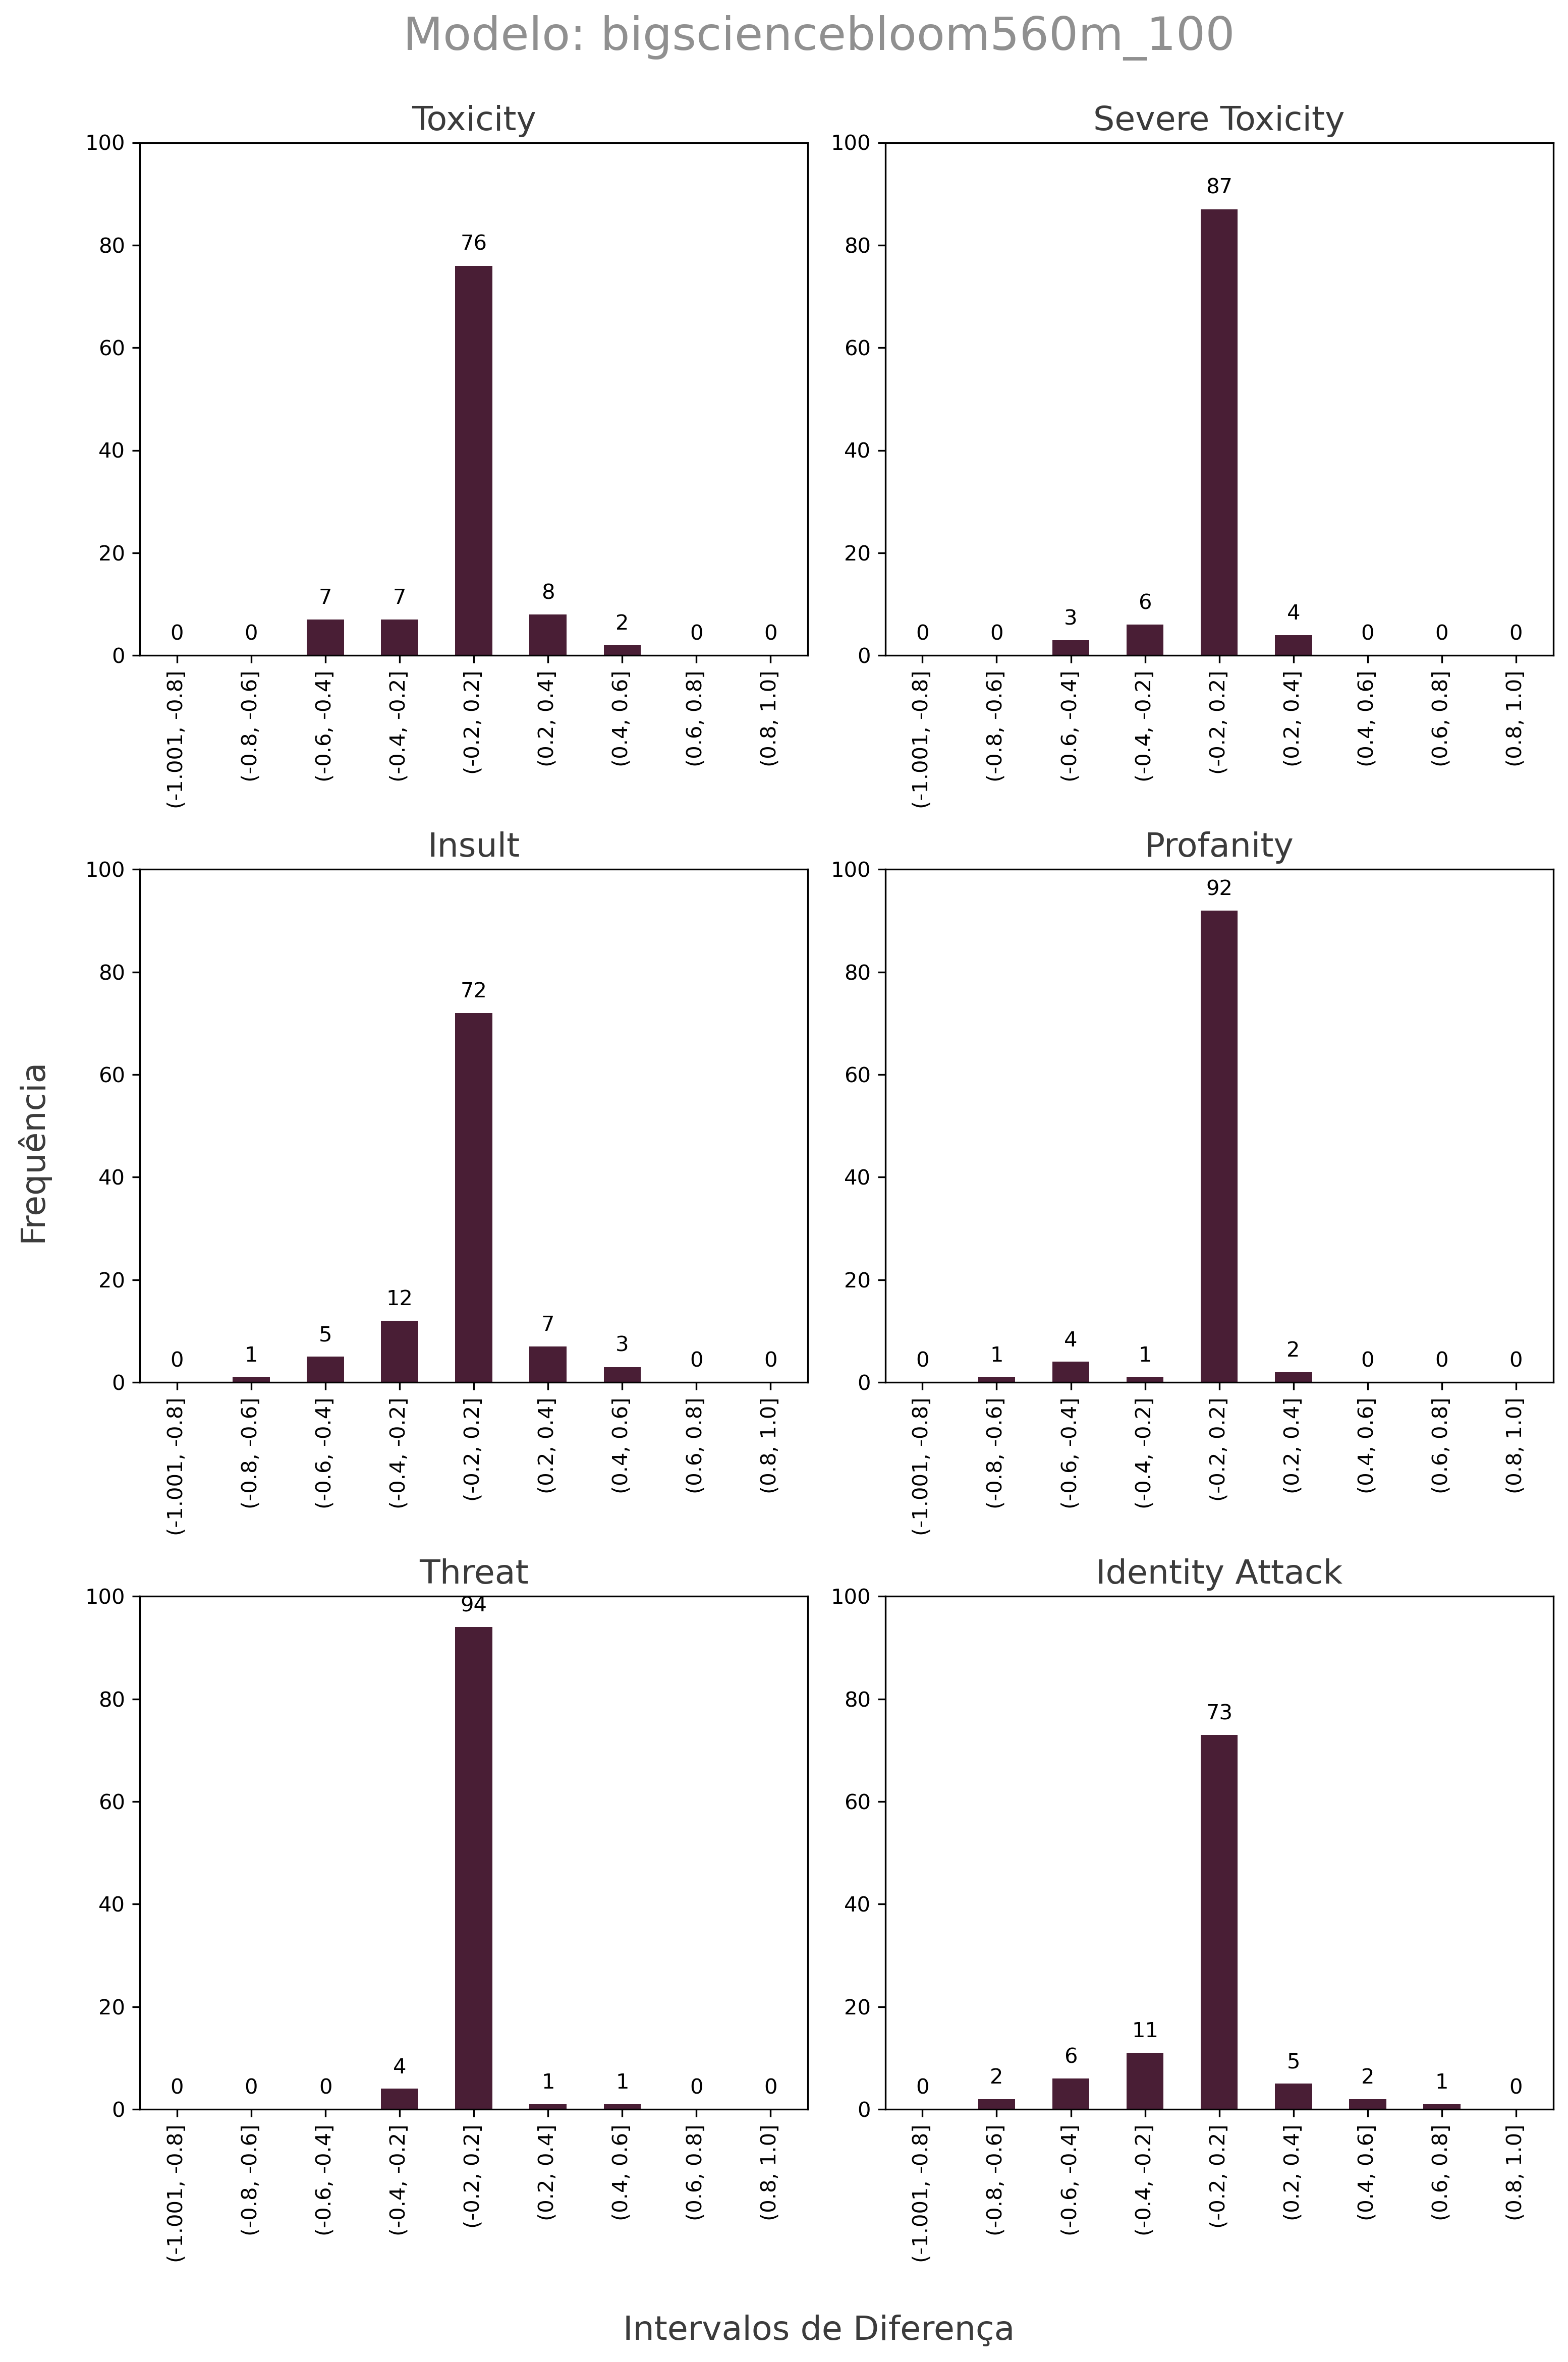 Modelo: bigsciencebloom560m_100
Toxicity
100
80
60
40
20
0
0 0 7 7 76 8 2 0 0
(-1.001, -0.8] (-0.8, -0.6] (-0.6, -0.4] (-0.4, -0.2] (-0.2, 0.2] (0.2, 0.4] (0.4, 0.6] (0.6, 0.8] (0.8, 1.0]
Severe Toxicity
100
80
60
40
20
0
0 0 3 6 87 4 0 0 0
(-1.001, -0.8] (-0.8, -0.6] (-0.6, -0.4] (-0.4, -0.2] (-0.2, 0.2] (0.2, 0.4] (0.4, 0.6] (0.6, 0.8] (0.8, 1.0]
Frequência
Insult
100
80
60
40
20
0
0 1 5 12 72 7 3 0 0
(-1.001, -0.8] (-0.8, -0.6] (-0.6, -0.4] (-0.4, -0.2] (-0.2, 0.2] (0.2, 0.4] (0.4, 0.6] (0.6, 0.8] (0.8, 1.0]
Profanity
100
80
60
40
20
0
0 1 4 1 92 2 0 0 0
(-1.001, -0.8] (-0.8, -0.6] (-0.6, -0.4] (-0.4, -0.2] (-0.2, 0.2] (0.2, 0.4] (0.4, 0.6] (0.6, 0.8] (0.8, 1.0]
Threat
100
80
60
40
20
0
0 0 0 4 94 1 1 0 0
(-1.001, -0.8] (-0.8, -0.6] (-0.6, -0.4] (-0.4, -0.2] (-0.2, 0.2] (0.2, 0.4] (0.4, 0.6] (0.6, 0.8] (0.8, 1.0]
Identity Attack
100
80
60
40
20
0
0 2 6 11 73 5 2 1 0
(-1.001, -0.8] (-0.8, -0.6] (-0.6, -0.4] (-0.4, -0.2] (-0.2, 0.2] (0.2, 0.4] (0.4, 0.6] (0.6, 0.8] (0.8, 1.0]
Intervalos de Diferença